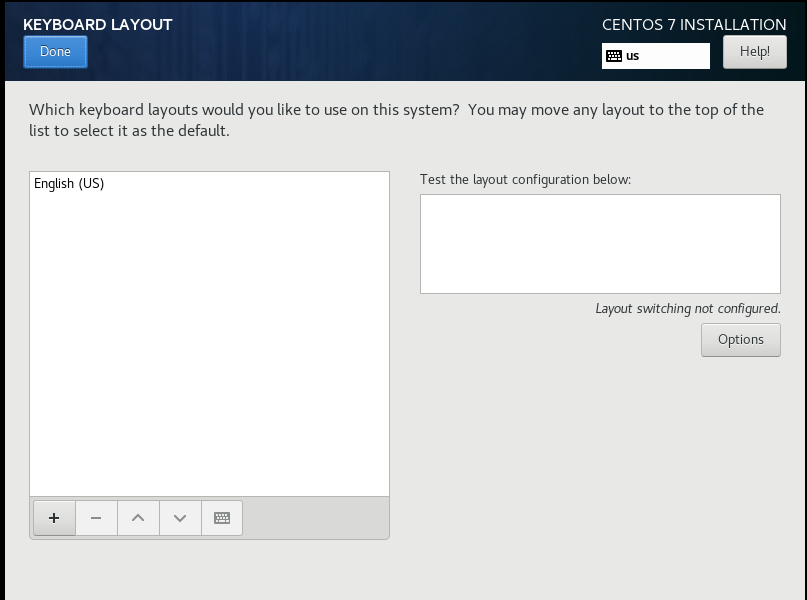 KEYBOARD LAYOUT
CENTOS 7 INSTALLATION
Done
us
Help!
Which keyboard layouts would you like to use on this system?  You may move any layout to the top of the
list to select it as the default.
English (US)
Test the layout configuration below:
Layout switching not configured.
Options